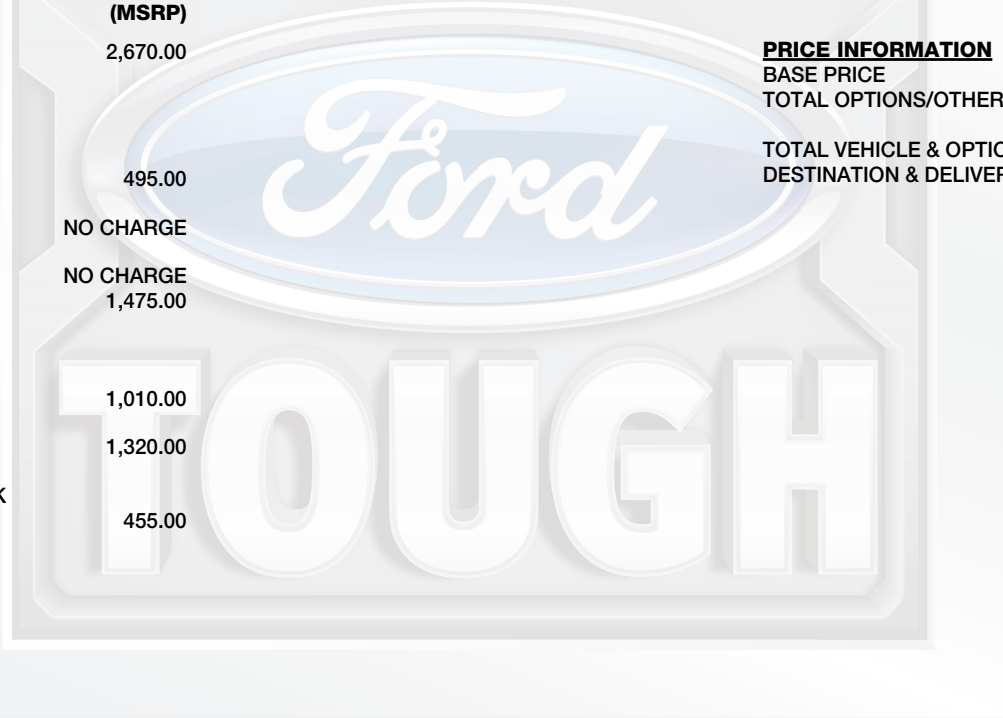 (MSRP)
2,670.00
495.00
NO CHARGE
NO CHARGE
1,475.00
1,010.00
1,320.00
K
455.00
PRICE INFORMATION
BASE PRICE
TOTAL OPTIONS/OTHER
TOTAL VEHICLE & OPTIO
DESTINATION & DELIVER
Ford
TOUGH